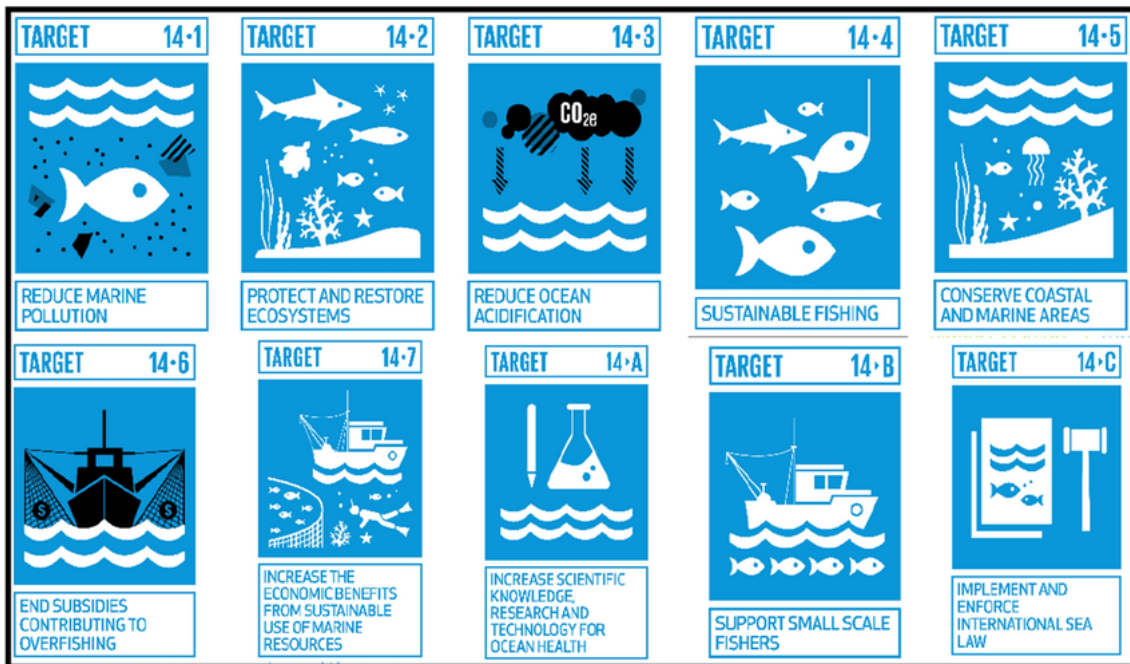 TARGET 14·1
TARGET 14·2
TARGET 14·3
TARGET 14·4
TARGET 14·5
CO2e
REDUCE MARINE
POLLUTION
PROTECT AND RESTORE
ECOSYSTEMS
REDUCE OCEAN
ACIDIFICATION
SUSTAINABLE FISHING
CONSERVE COASTAL
AND MARINE AREAS
TARGET 14·6
TARGET 14·7
TARGET 14▸A
TARGET 14▸B
TARGET 14▸C
$ $
END SUBSIDIES
CONTRIBUTING TO
OVERFISHING
INCREASE THE
ECONOMIC BENEFITS
FROM SUSTAINABLE
USE OF MARINE
RESOURCES
INCREASE SCIENTIFIC
KNOWLEDGE,
RESEARCH AND
TECHNOLOGY FOR
OCEAN HEALTH
SUPPORT SMALL SCALE
FISHERS
IMPLEMENT AND
ENFORCE
INTERNATIONAL SEA
LAW